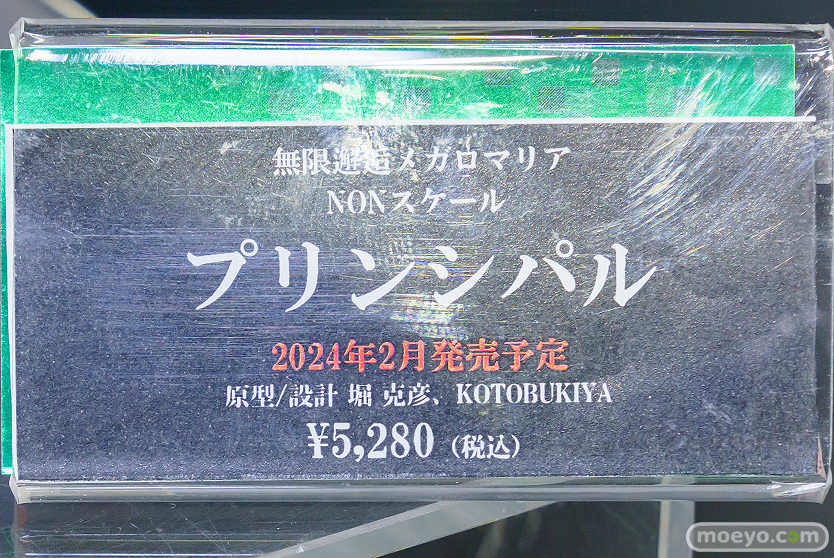 無限邂逅メガロマリア
NONスケール
プリンシパル
2024年2月発売予定
原型/設計 堀 克彦、KOTOBUKIYA
¥5,280（税込）
moeyo.com